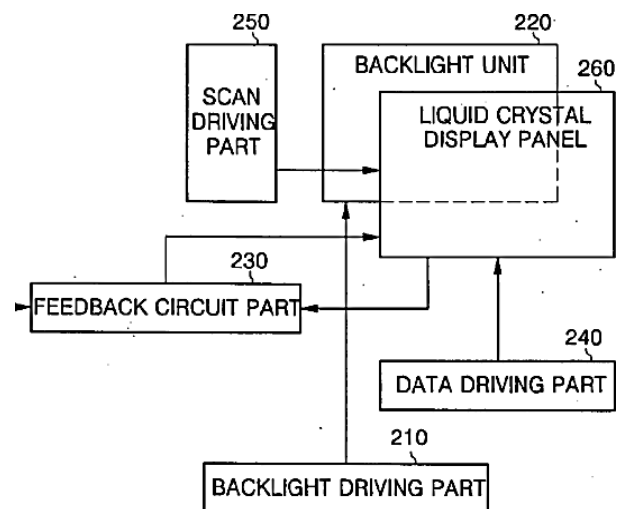 250
220
BACKLIGHT UNIT
260
SCAN
DRIVING
PART
LIQUID CRYSTAL
DISPLAY PANEL
230
FEEDBACK CIRCUIT PART
240
DATA DRIVING PART
210
BACKLIGHT DRIVING PART